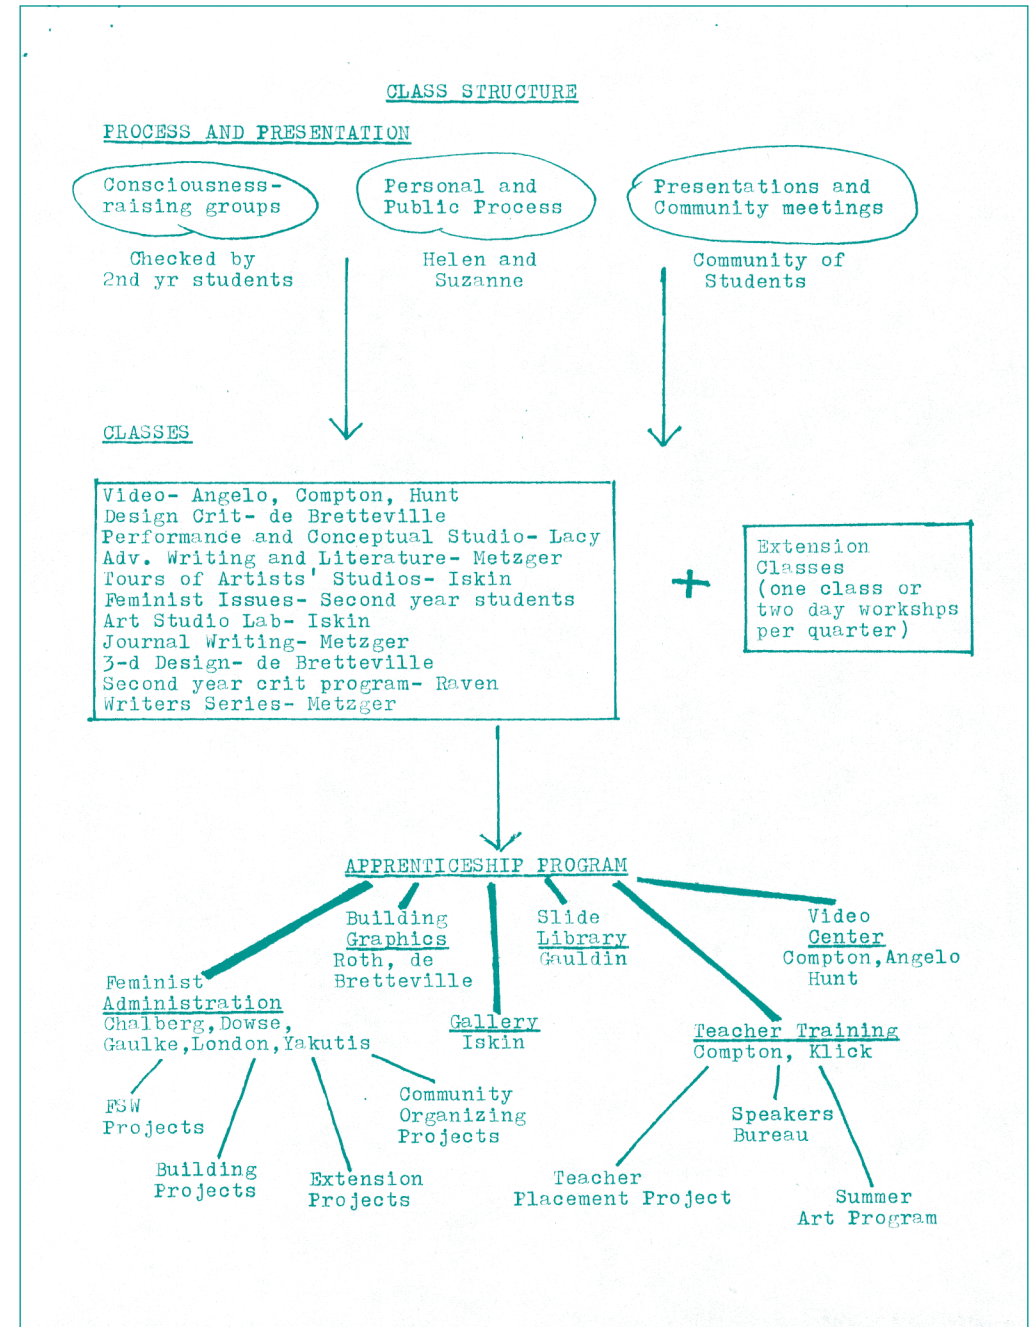 CLASS STRUCTURE
PROCESS AND PRESENTATION
Consciousness-
raising groups
Checked by
2nd yr students
Personal and
Public Process
Helen and
Suzanne
Presentations and
Community meetings
Community of
Students
CLASSES
Video- Angelo, Compton, Hunt
Design Crit- de Bretteville
Performance and Conceptual Studio- Lacy
Adv. Writing and Literature- Metzger
Tours of Artists' Studios- Iskin
Feminist Issues- Second year students
Art Studio Lab- Iskin
Journal Writing- Metzger
3-d Design- de Bretteville
Second year crit program- Raven
Writers Series- Metzger
+
Extension
Classes
(one class or
two day workshps
per quarter)
APPRENTICESHIP PROGRAM
Feminist
Administration
Chalberg,Dowse,
Gaulke,London,Yakutis
FSW
Projects
Building
Projects
Extension
Projects
Community
Organizing
Projects
Building
Graphics
Roth, de
Bretteville
Gallery
Iskin
Slide
Library
Gauldin
Teacher Training
Compton, Klick
Teacher
Placement Project
Speakers
Bureau
Summer
Art Program
Video
Center
Compton,Angelo
Hunt